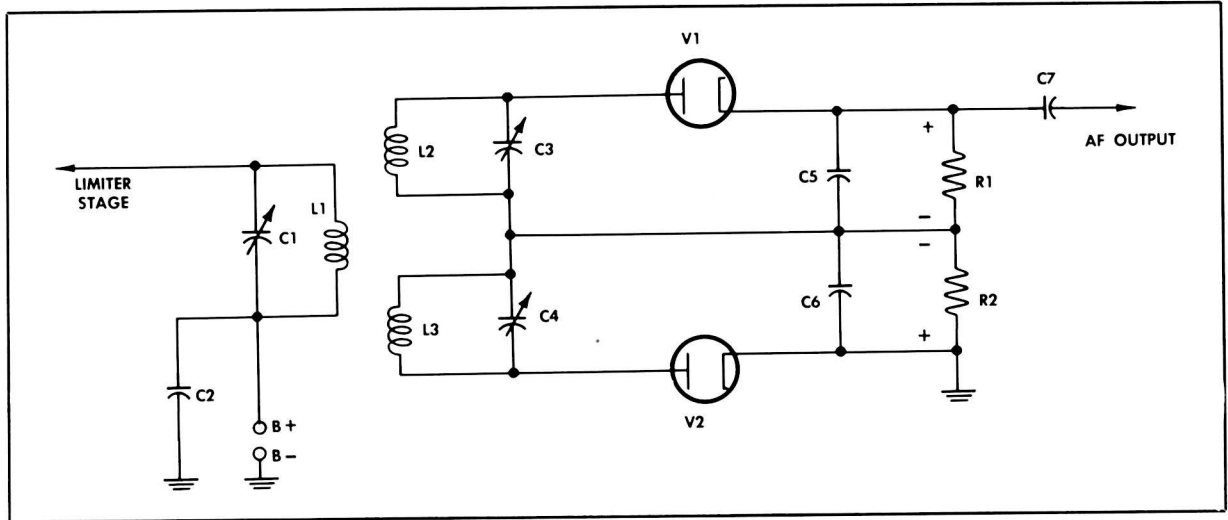 V1
C7
AF OUTPUT
L2
C3
+
C5
R1
LIMITER
STAGE
L1
C1
−
−
C6
R2
L3
C4
+
C2
B+
B−
V2